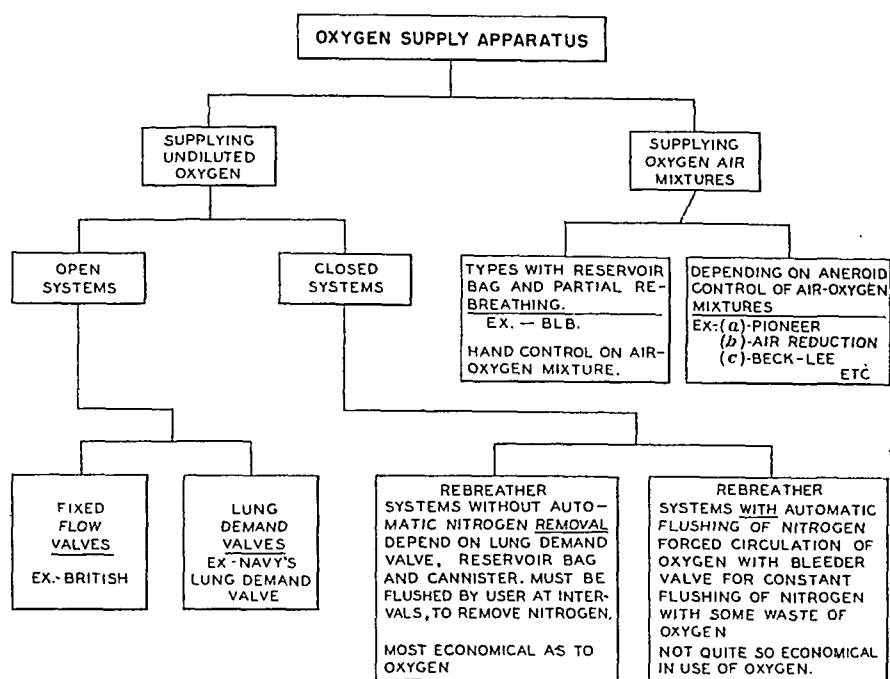 OXYGEN SUPPLY APPARATUS
SUPPLYING
UNDILUTED
OXYGEN
SUPPLYING
OXYGEN AIR
MIXTURES
OPEN
SYSTEMS
CLOSED
SYSTEMS
TYPES WITH RESERVOIR
BAG AND PARTIAL RE-
BREATHING.
EX. — BLB.
HAND CONTROL ON AIR-
OXYGEN MIXTURE.
DEPENDING ON ANEROID
CONTROL OF AIR-OXYGEN
MIXTURES
EX:-(a)-PIONEER
(b)-AIR REDUCTION
(c)-BECK-LEE
ETC
FIXED
FLOW
VALVES
EX.-BRITISH
LUNG
DEMAND
VALVES
EX-NAVY'S
LUNG DEMAND
VALVE
REBREATHER
SYSTEMS WITHOUT AUTO-
MATIC NITROGEN REMOVAL
DEPEND ON LUNG DEMAND
VALVE, RESERVOIR BAG
AND CANNISTER. MUST BE
FLUSHED BY USER AT INTER-
VALS, TO REMOVE NITROGEN.
MOST ECONOMICAL AS TO
OXYGEN
REBREATHER
SYSTEMS WITH AUTOMATIC
FLUSHING OF NITROGEN
FORCED CIRCULATION OF
OXYGEN WITH BLEEDER
VALVE FOR CONSTANT
FLUSHING OF NITROGEN
WITH SOME WASTE OF
OXYGEN
NOT QUITE SO ECONOMICAL
IN USE OF OXYGEN.